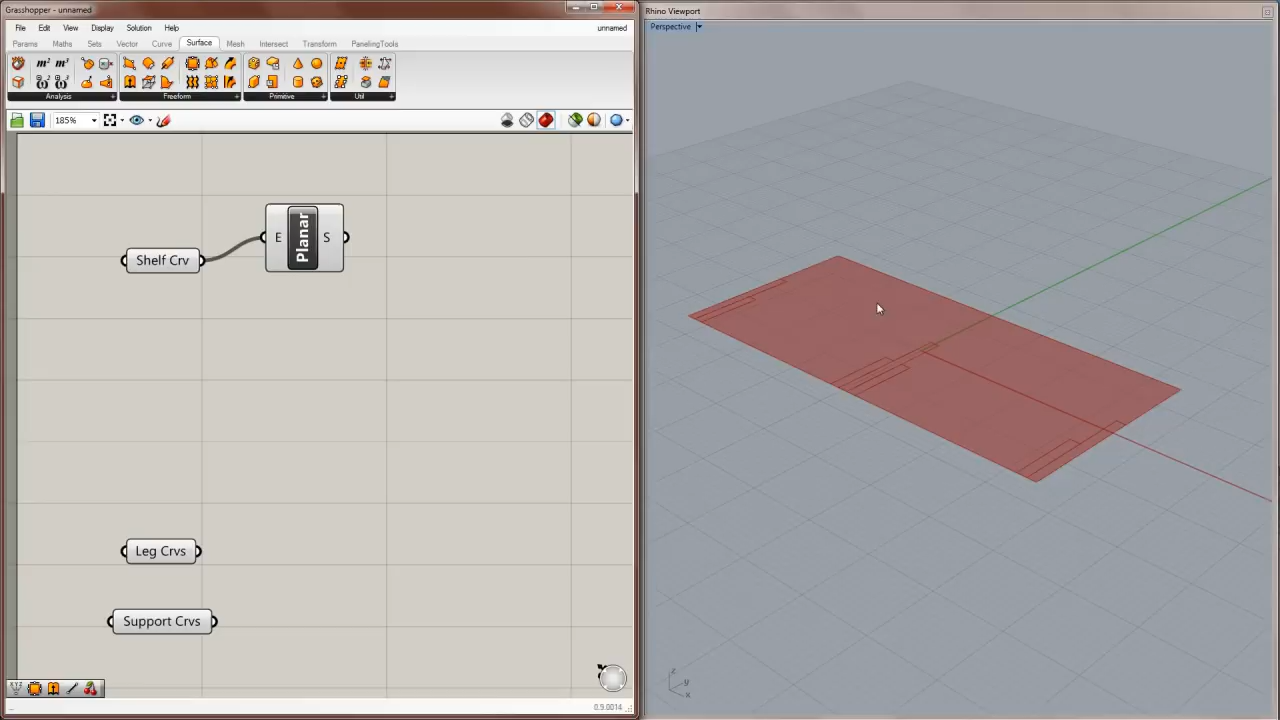 Grasshopper - unnamed
File Edit View Display Solution Help
unnamed
Params Maths Sets Vector Curve Surface Mesh Intersect Transform PanelingTools
Analysis + Freeform + Primitive + Util +
185%
Planar
E S
Shelf Crv
Leg Crvs
Support Crvs
0.9.0014
Rhino Viewport
Perspective
z
y
x